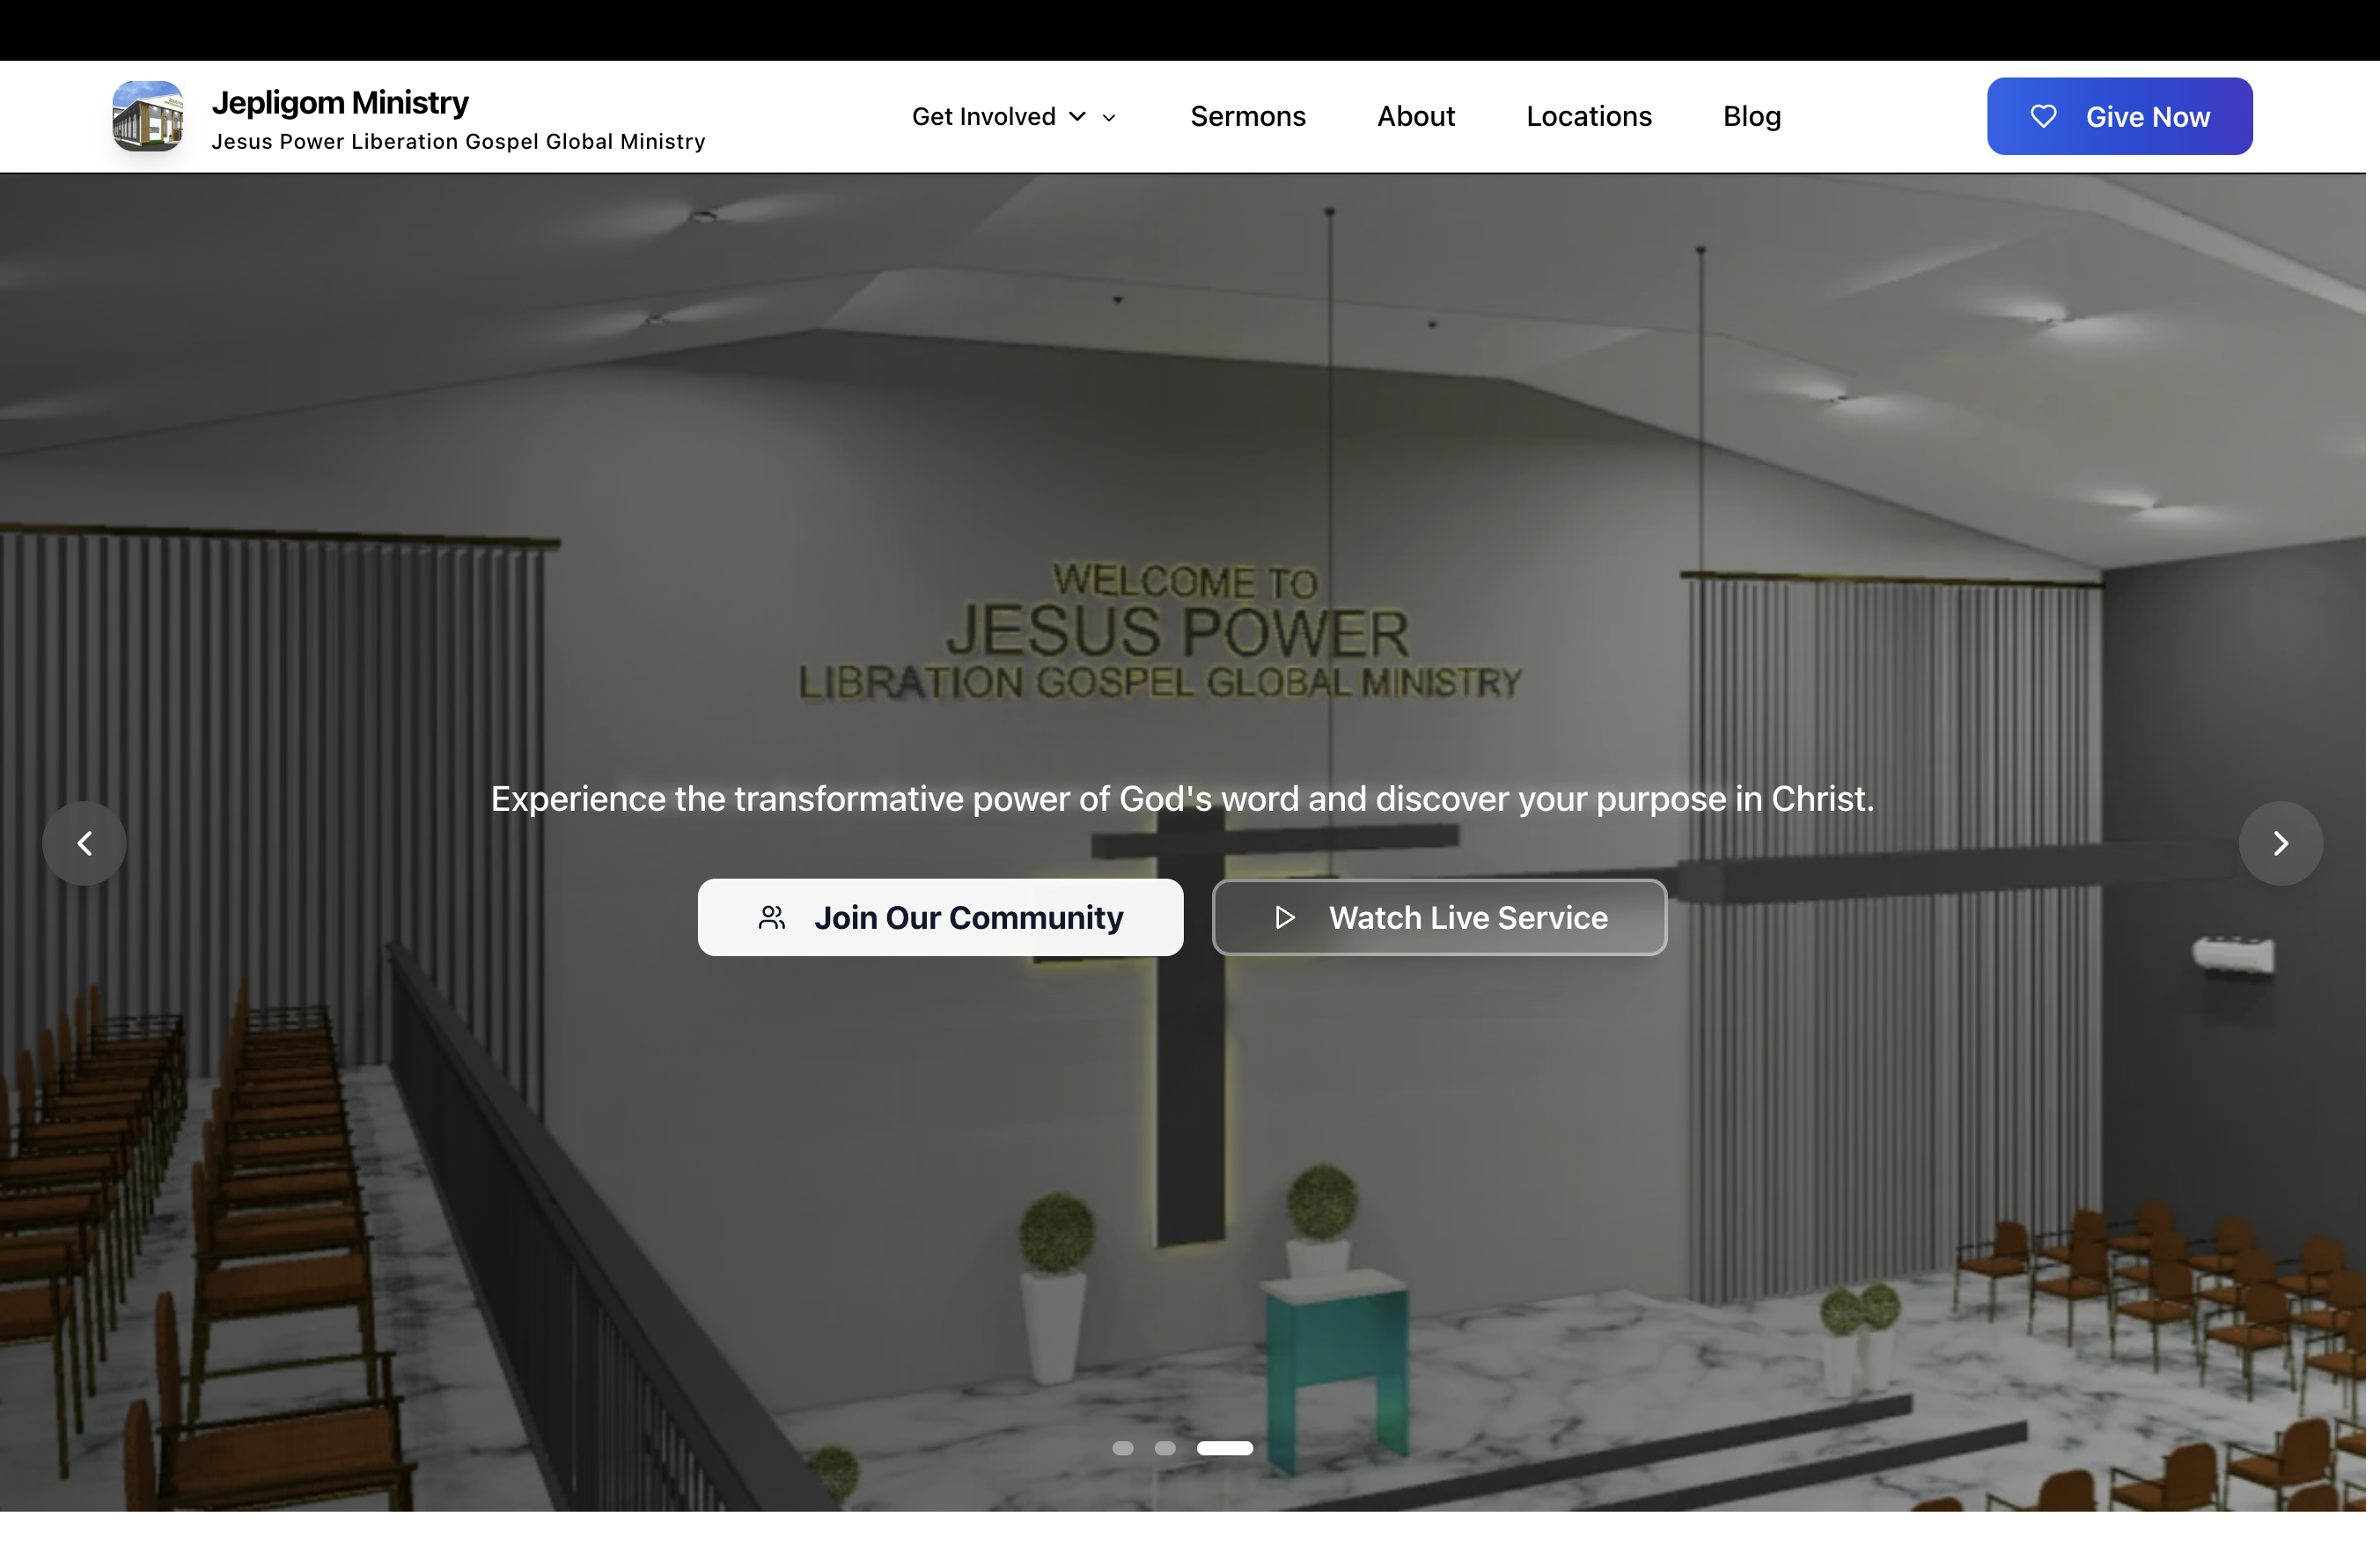 Jepligom Ministry
Jesus Power Liberation Gospel Global Ministry
Get Involved
Sermons
About
Locations
Blog
Give Now
WELCOME TO
JESUS POWER
LIBRATION GOSPEL GLOBAL MINISTRY
Experience the transformative power of God's word and discover your purpose in Christ.
Join Our Community
Watch Live Service